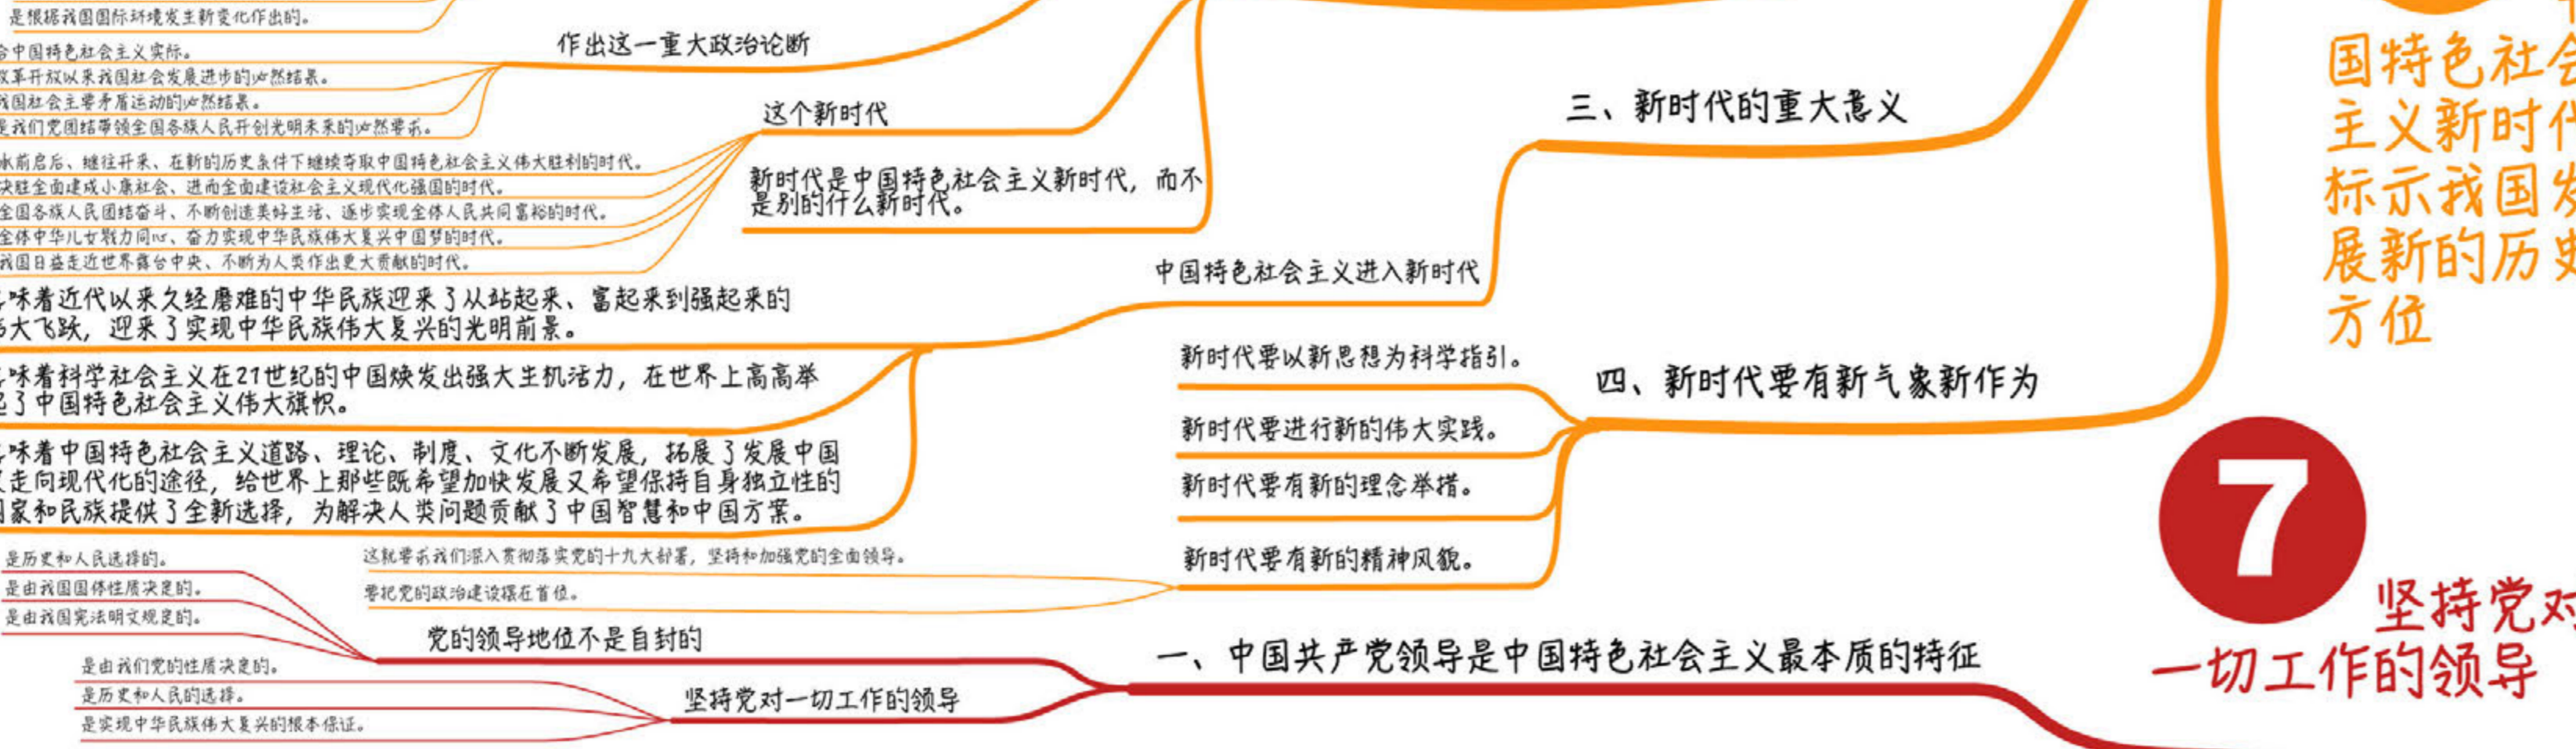 是根据我国国际环境发生新变化作出的。
作出这一重大政治论断
中国特色社会主义实际。
改革开放以来我国社会发展进步的必然结果。
我国社会主要矛盾运动的必然结果。
是我们党团结带领全国各族人民开创光明未来的必然要求。
这个新时代
承前启后、继往开来、在新的历史条件下继续夺取中国特色社会主义伟大胜利的时代。
决胜全面建成小康社会、进而全面建设社会主义现代化强国的时代。
全国各族人民团结奋斗、不断创造美好生活、逐步实现全体人民共同富裕的时代。
全体中华儿女勠力同心、奋力实现中华民族伟大复兴中国梦的时代。
我国日益走近世界舞台中央、不断为人类作出更大贡献的时代。
新时代是中国特色社会主义新时代，而不
是别的什么新时代。
三、新时代的重大意义
中国特色社会主义进入新时代
味着近代以来久经磨难的中华民族迎来了从站起来、富起来到强起来的
大飞跃，迎来了实现中华民族伟大复兴的光明前景。
味着科学社会主义在21世纪的中国焕发出强大生机活力，在世界上高高举
起了中国特色社会主义伟大旗帜。
味着中国特色社会主义道路、理论、制度、文化不断发展，拓展了发展中国
走向现代化的途径，给世界上那些既希望加快发展又希望保持自身独立性的
国家和民族提供了全新选择，为解决人类问题贡献了中国智慧和中国方案。
四、新时代要有新气象新作为
新时代要以新思想为科学指引。
新时代要进行新的伟大实践。
新时代要有新的理念举措。
新时代要有新的精神风貌。
这就要求我们深入贯彻落实党的十九大部署，坚持和加强党的全面领导。
要把党的政治建设摆在首位。
国特色社会
主义新时代
标示我国发
展新的历史
方位
7
坚持党对
一切工作的领导
一、中国共产党领导是中国特色社会主义最本质的特征
党的领导地位不是自封的
是历史和人民选择的。
是由我国国体性质决定的。
是由我国宪法明文规定的。
坚持党对一切工作的领导
是由我们党的性质决定的。
是历史和人民的选择。
是实现中华民族伟大复兴的根本保证。